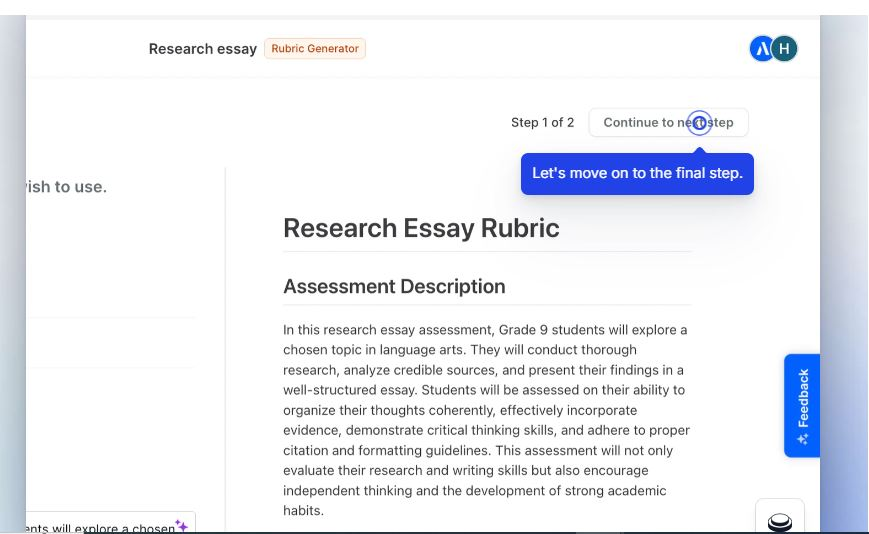 Research essay Rubric Generator
H
Step 1 of 2 Continue to next step
Let's move on to the final step.
ish to use.
Research Essay Rubric
Assessment Description
In this research essay assessment, Grade 9 students will explore a
chosen topic in language arts. They will conduct thorough
research, analyze credible sources, and present their findings in a
well-structured essay. Students will be assessed on their ability to
organize their thoughts coherently, effectively incorporate
evidence, demonstrate critical thinking skills, and adhere to proper
citation and formatting guidelines. This assessment will not only
evaluate their research and writing skills but also encourage
independent thinking and the development of strong academic
habits.
Feedback
ents will explore a chosen